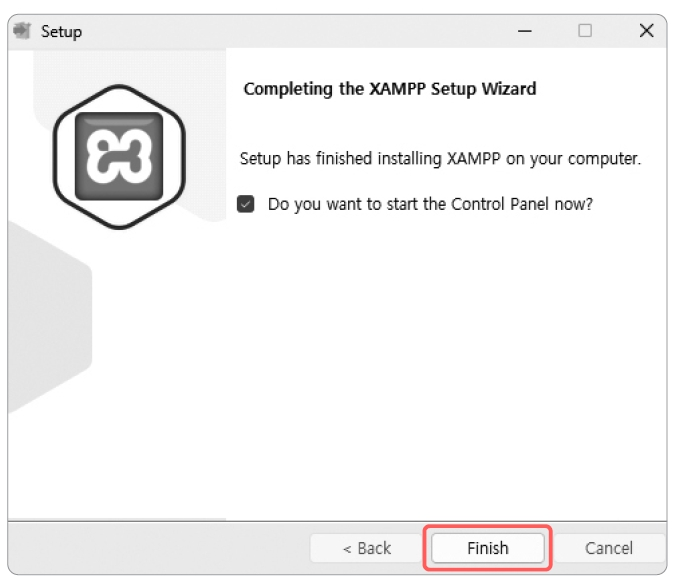 Setup
Completing the XAMPP Setup Wizard
Setup has finished installing XAMPP on your computer.
Do you want to start the Control Panel now?
< Back
Finish
Cancel